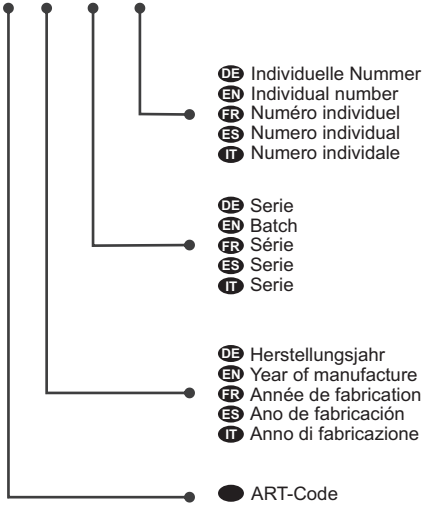 DE Individuelle Nummer
EN Individual number
FR Numéro individuel
ES Numero individual
IT Numero individale
DE Serie
EN Batch
FR Série
ES Serie
IT Serie
DE Herstellungsjahr
EN Year of manufacture
FR Année de fabrication
ES Ano de fabricación
IT Anno di fabricazione
ART-Code